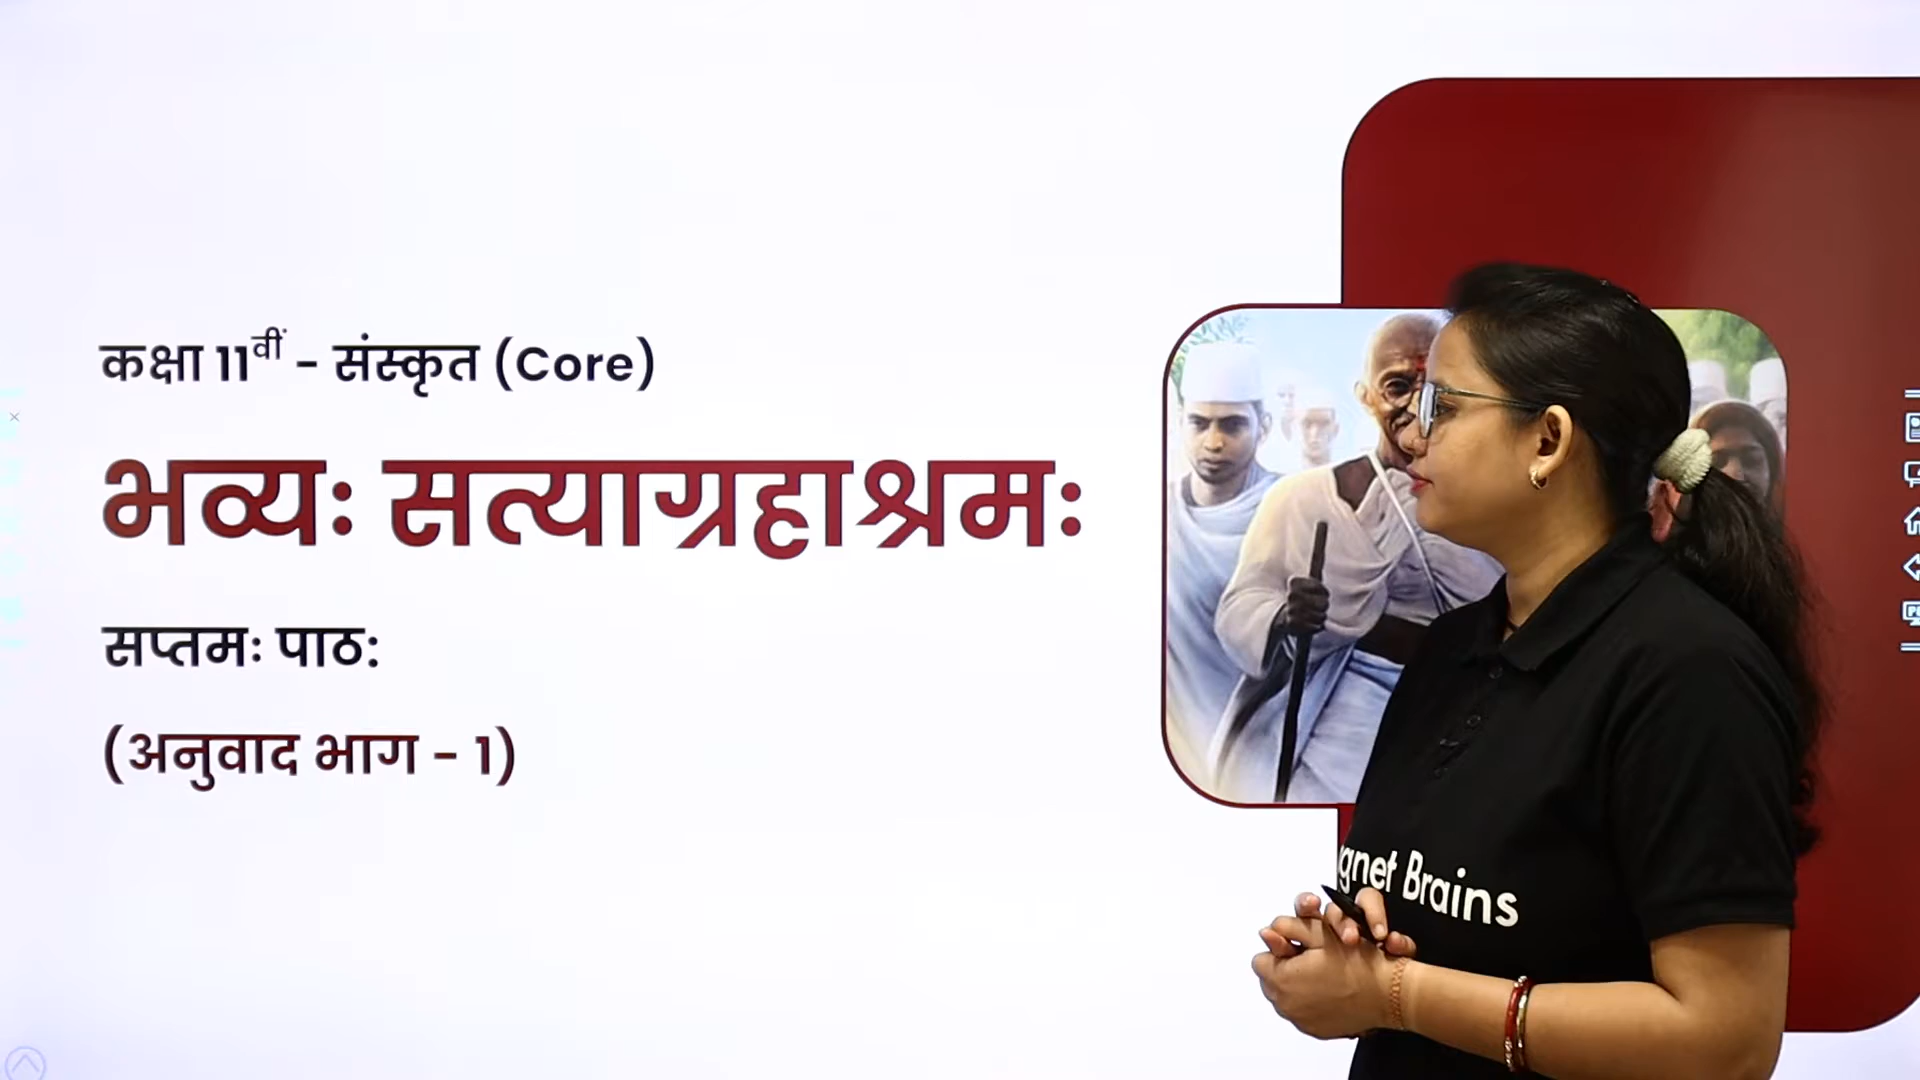 कक्षा 11वीं - संस्कृत (Core)
भव्यः सत्याग्रहाश्रमः
सप्तमः पाठ:
(अनुवाद भाग - 1)
gnet Brains